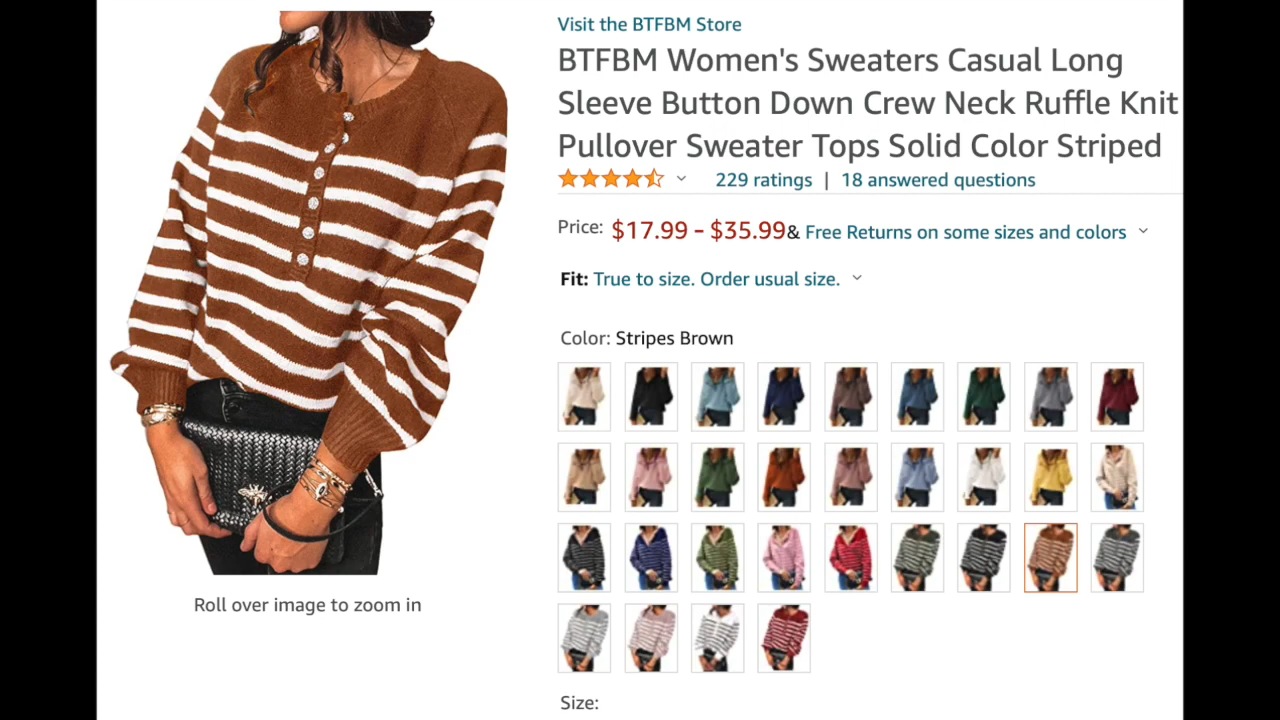 Visit the BTFBM Store
BTFBM Women's Sweaters Casual Long
Sleeve Button Down Crew Neck Ruffle Knit
Pullover Sweater Tops Solid Color Striped
229 ratings | 18 answered questions
Price: $17.99 - $35.99& Free Returns on some sizes and colors
Fit: True to size. Order usual size.
Color: Stripes Brown
Roll over image to zoom in
Size: